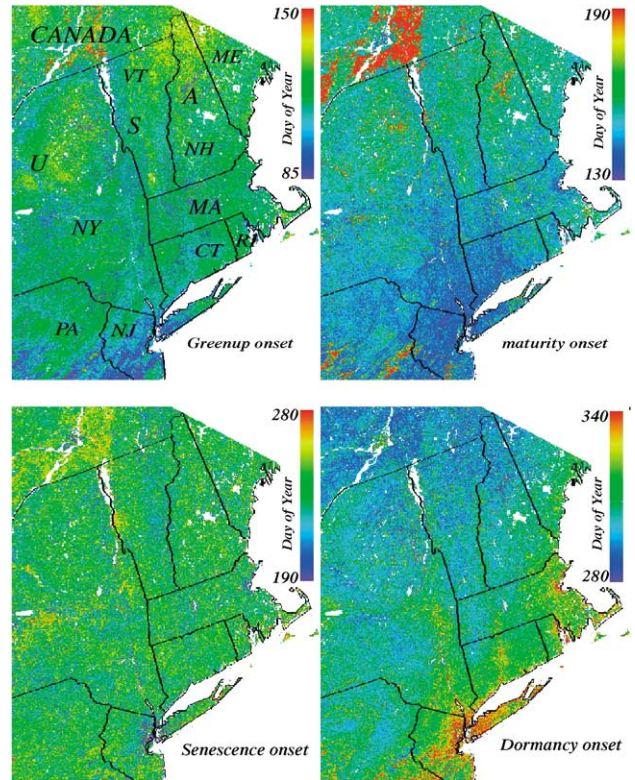 CANADA
VT
ME
A
S
NH
U
MA
NY
CT
RI
PA
NJ
Greenup onset
150
Day of Year
85
190
Day of Year
130
maturity onset
280
Day of Year
190
Senescence onset
340
Day of Year
280
Dormancy onset